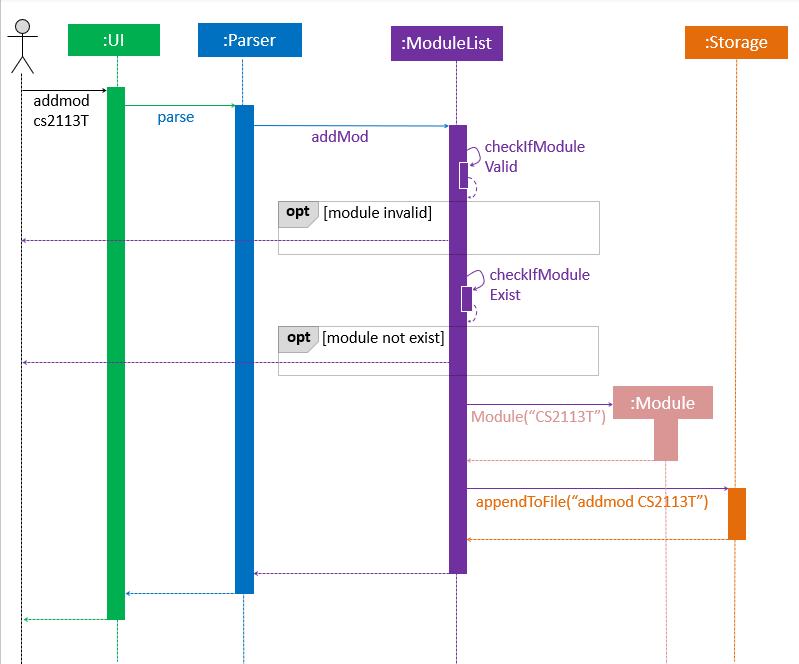 :UI
:Parser
:ModuleList
:Storage
addmod
cs2113T
parse
addMod
checkIfModule
Valid
opt [module invalid]
checkIfModule
Exist
opt [module not exist]
:Module
Module(“CS2113T”)
appendToFile(“addmod CS2113T”)